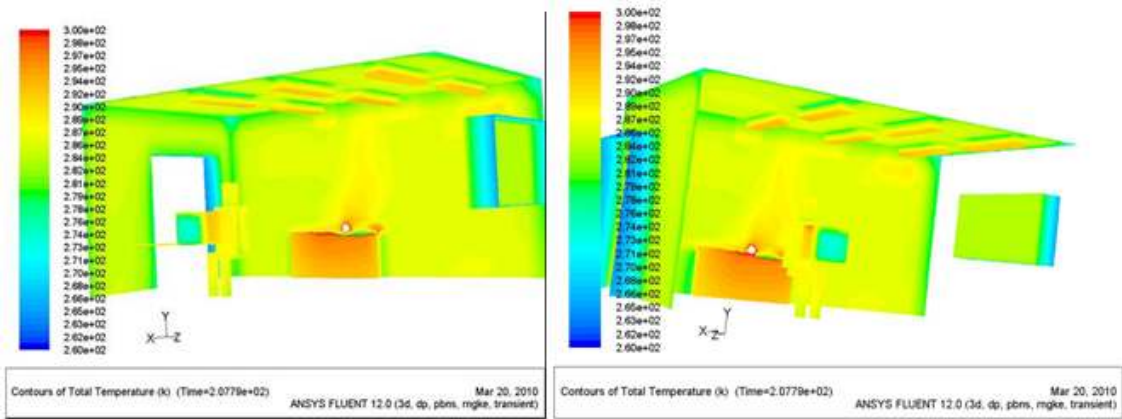 3.00e+02
2.98e+02
2.97e+02
2.95e+02
2.94e+02
2.92e+02
2.90e+02
2.89e+02
2.87e+02
2.86e+02
2.84e+02
2.82e+02
2.81e+02
2.79e+02
2.78e+02
2.76e+02
2.74e+02
2.73e+02
2.71e+02
2.70e+02
2.68e+02
2.66e+02
2.65e+02
2.63e+02
2.62e+02
2.60e+02
Y
X Z
Contours of Total Temperature (k) (Time=2.0779e+02)
Mar 20, 2010
ANSYS FLUENT 12.0 (3d, dp, pbns, rngke, transient)
3.00e+02
2.98e+02
2.97e+02
2.95e+02
2.94e+02
2.92e+02
2.90e+02
2.89e+02
2.87e+02
2.86e+02
2.84e+02
2.82e+02
2.81e+02
2.79e+02
2.78e+02
2.76e+02
2.74e+02
2.73e+02
2.71e+02
2.70e+02
2.68e+02
2.66e+02
2.65e+02
2.63e+02
2.62e+02
2.60e+02
Y
X Z
Contours of Total Temperature (k) (Time=2.0779e+02)
Mar 20, 2010
ANSYS FLUENT 12.0 (3d, dp, pbns, rngke, transient)